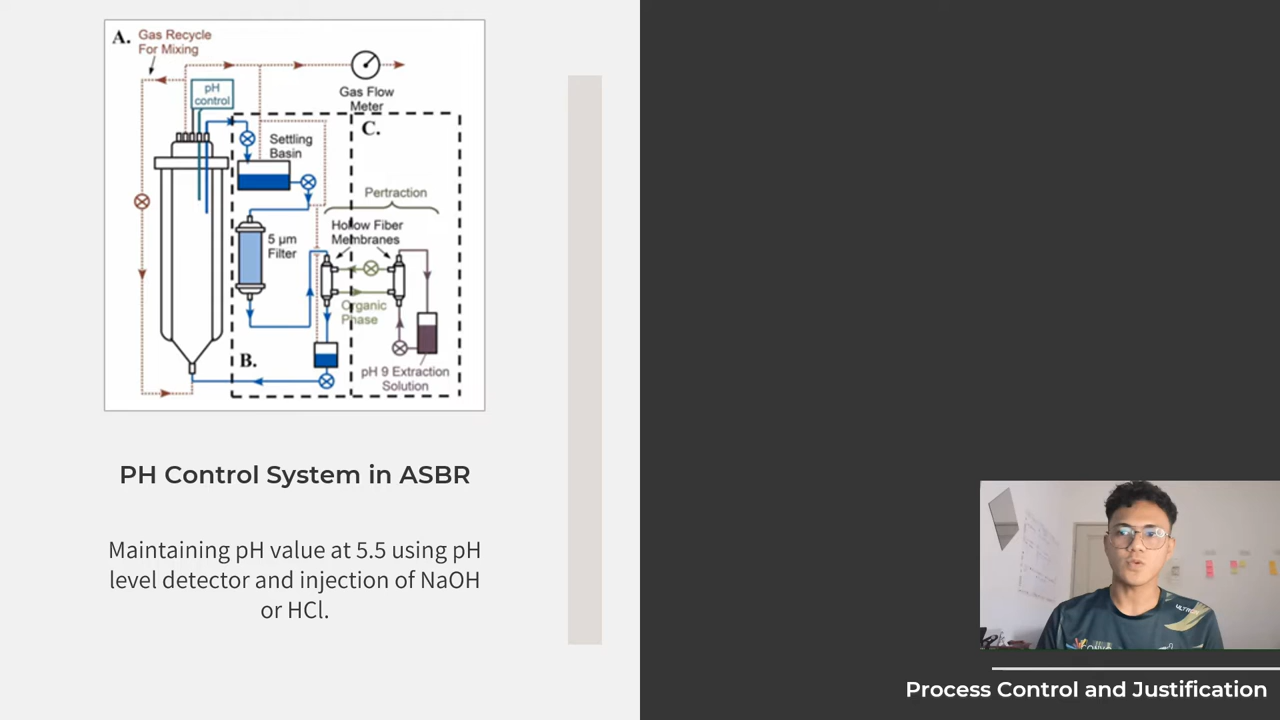 A.
Gas Recycle
For Mixing
pH
control
Gas Flow
Meter
C.
Settling
Basin
Pertraction
Hollow Fiber
Membranes
5 µm
Filter
Organic
Phase
B.
pH 9 Extraction
Solution
PH Control System in ASBR
Maintaining pH value at 5.5 using pH
level detector and injection of NaOH
or HCl.
Process Control and Justification